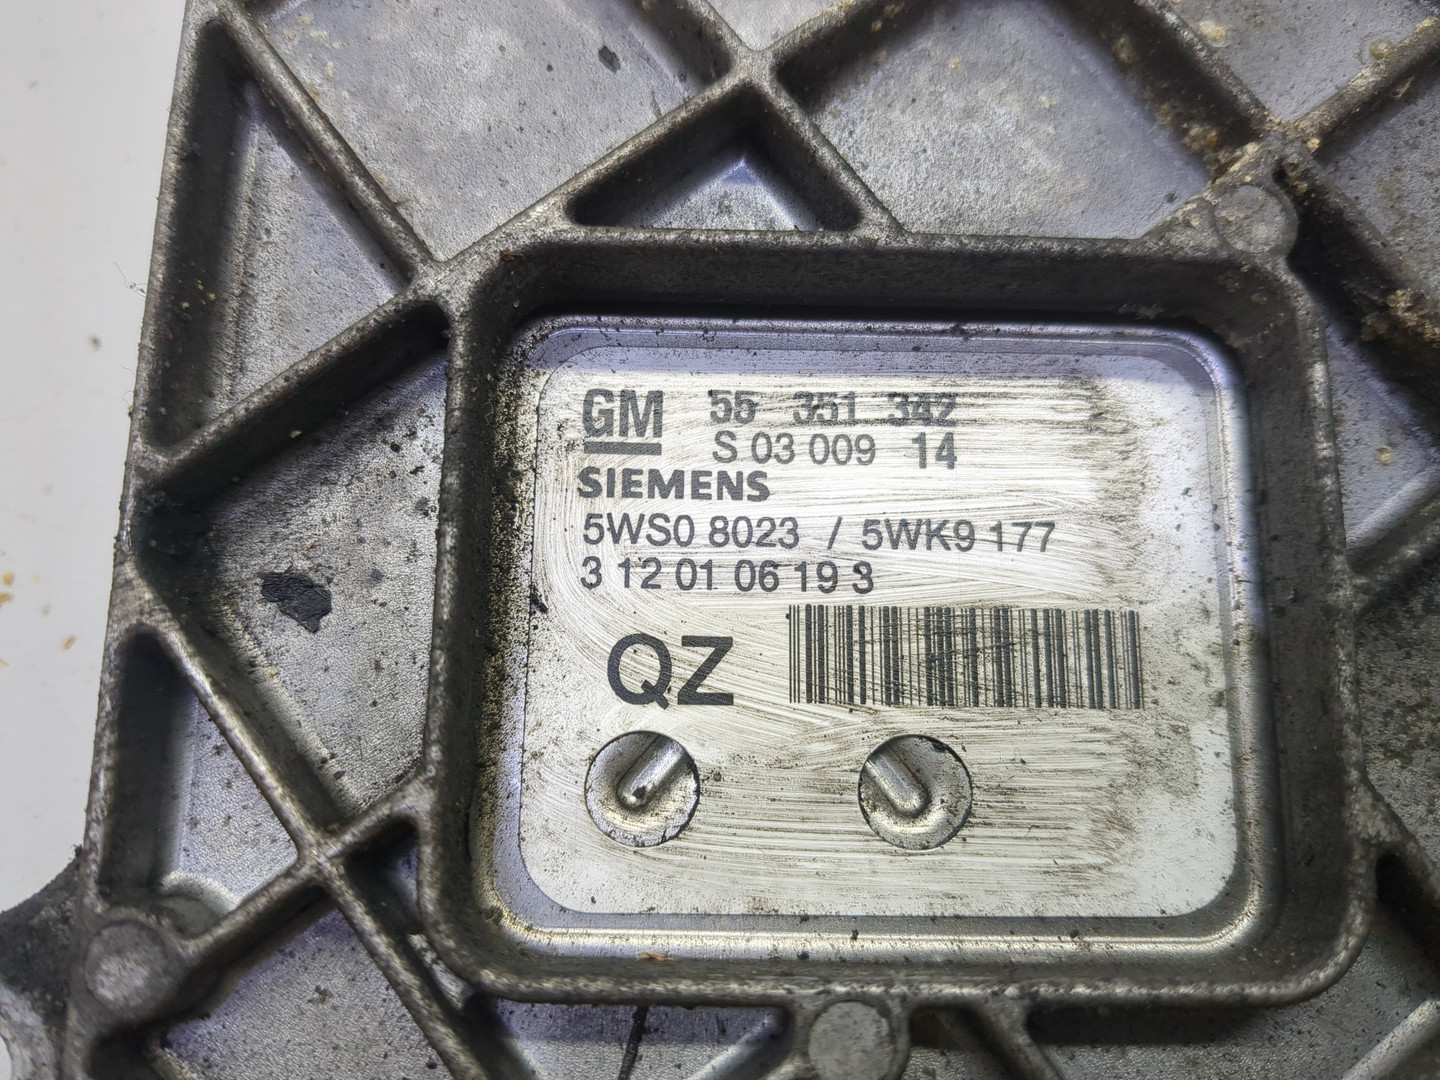 GM 55 351 342
S 03 009 14
SIEMENS
5WS0 8023 / 5WK9 177
3 12 01 06 19 3
QZ